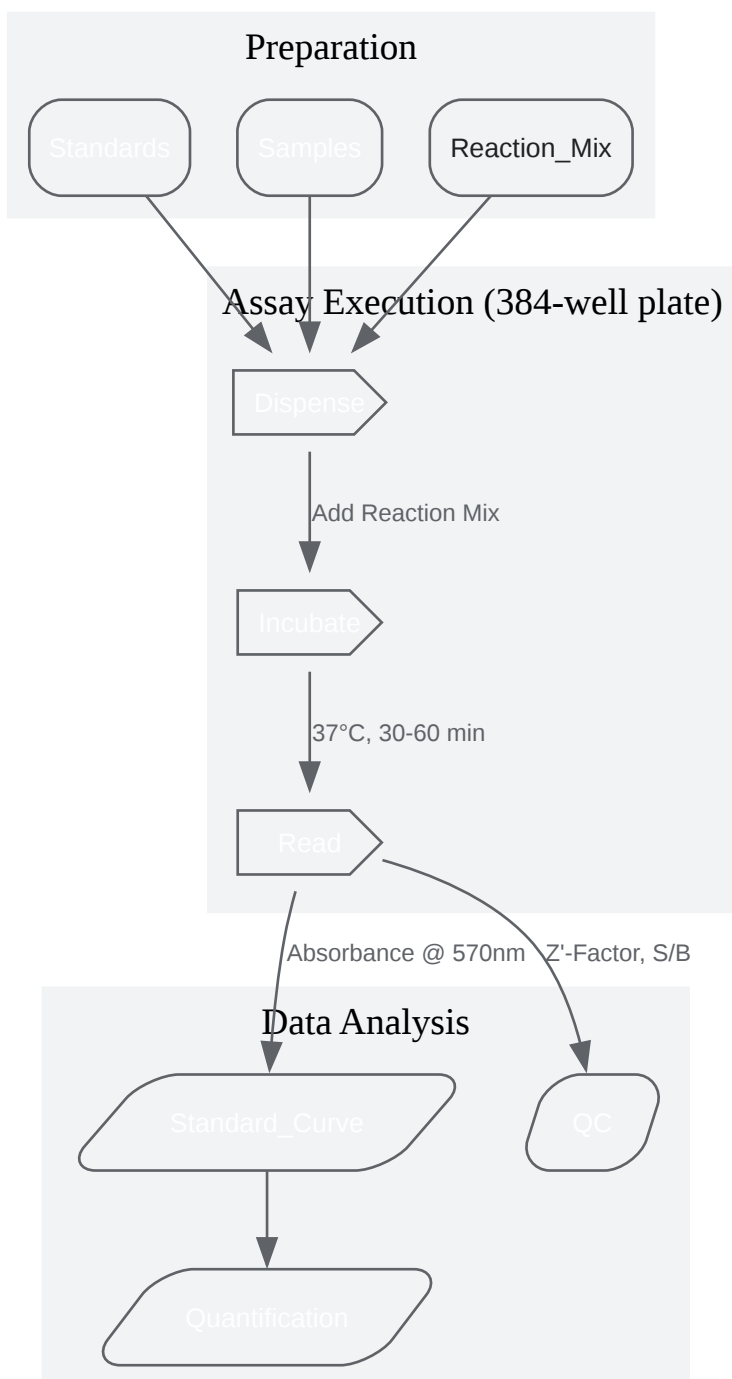 Preparation
Standards
Samples
Reaction_Mix
Assay Execution (384-well plate)
Dispense
Add Reaction Mix
Incubate
37°C, 30-60 min
Read
Absorbance @ 570nm
Z'-Factor, S/B
Data Analysis
Standard_Curve
QC
Quantification